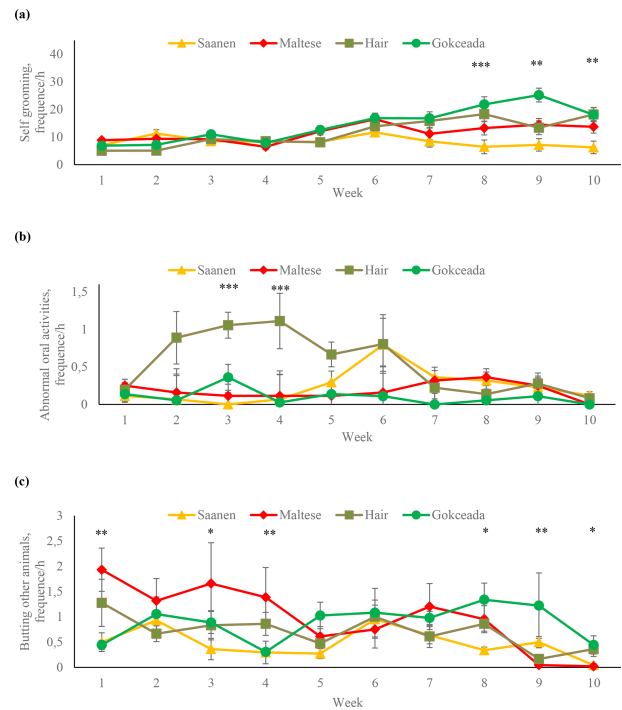 (a)
Saanen Maltese Hair Gokceada
Self grooming,
frequence/h
40
30
20
10
0
*** ** **
1 2 3 4 5 6 7 8 9 10
Week
(b)
Saanen Maltese Hair Gokceada
Abnormal oral activities,
frequence/h
1,5
1
0,5
0
*** ***
1 2 3 4 5 6 7 8 9 10
Week
(c)
Saanen Maltese Hair Gokceada
Butting other animals,
frequence/h
3
2,5
2
1,5
1
0,5
0
** * ** * ** *
1 2 3 4 5 6 7 8 9 10
Week